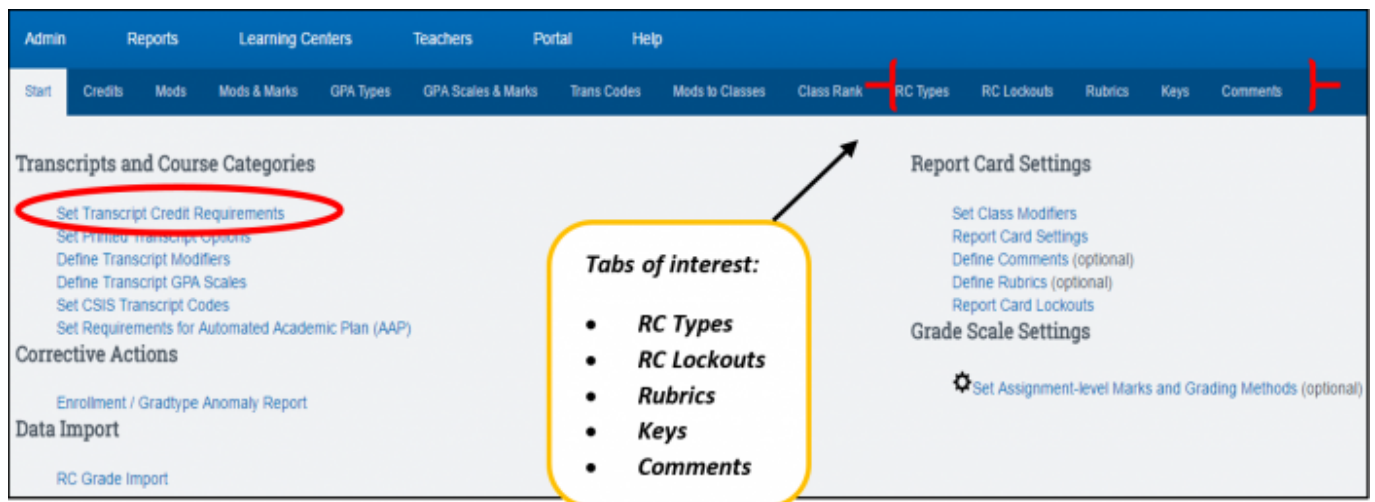 Admin Reports Learning Centers Teachers Portal Help
Start Credits Mods Mods & Marks GPA Types GPA Scales & Marks Trans Codes Mods to Classes Class Rank RC Types RC Lockouts Rubrics Keys Comments
Transcripts and Course Categories
Set Transcript Credit Requirements
Set Printed Transcript Options
Define Transcript Modifiers
Define Transcript GPA Scales
Set CSIS Transcript Codes
Set Requirements for Automated Academic Plan (AAP)
Corrective Actions
Enrollment / Gradtype Anomaly Report
Data Import
RC Grade Import
Tabs of interest:
• RC Types
• RC Lockouts
• Rubrics
• Keys
• Comments
Report Card Settings
Set Class Modifiers
Report Card Settings
Define Comments (optional)
Define Rubrics (optional)
Report Card Lockouts
Grade Scale Settings
Set Assignment-level Marks and Grading Methods (optional)